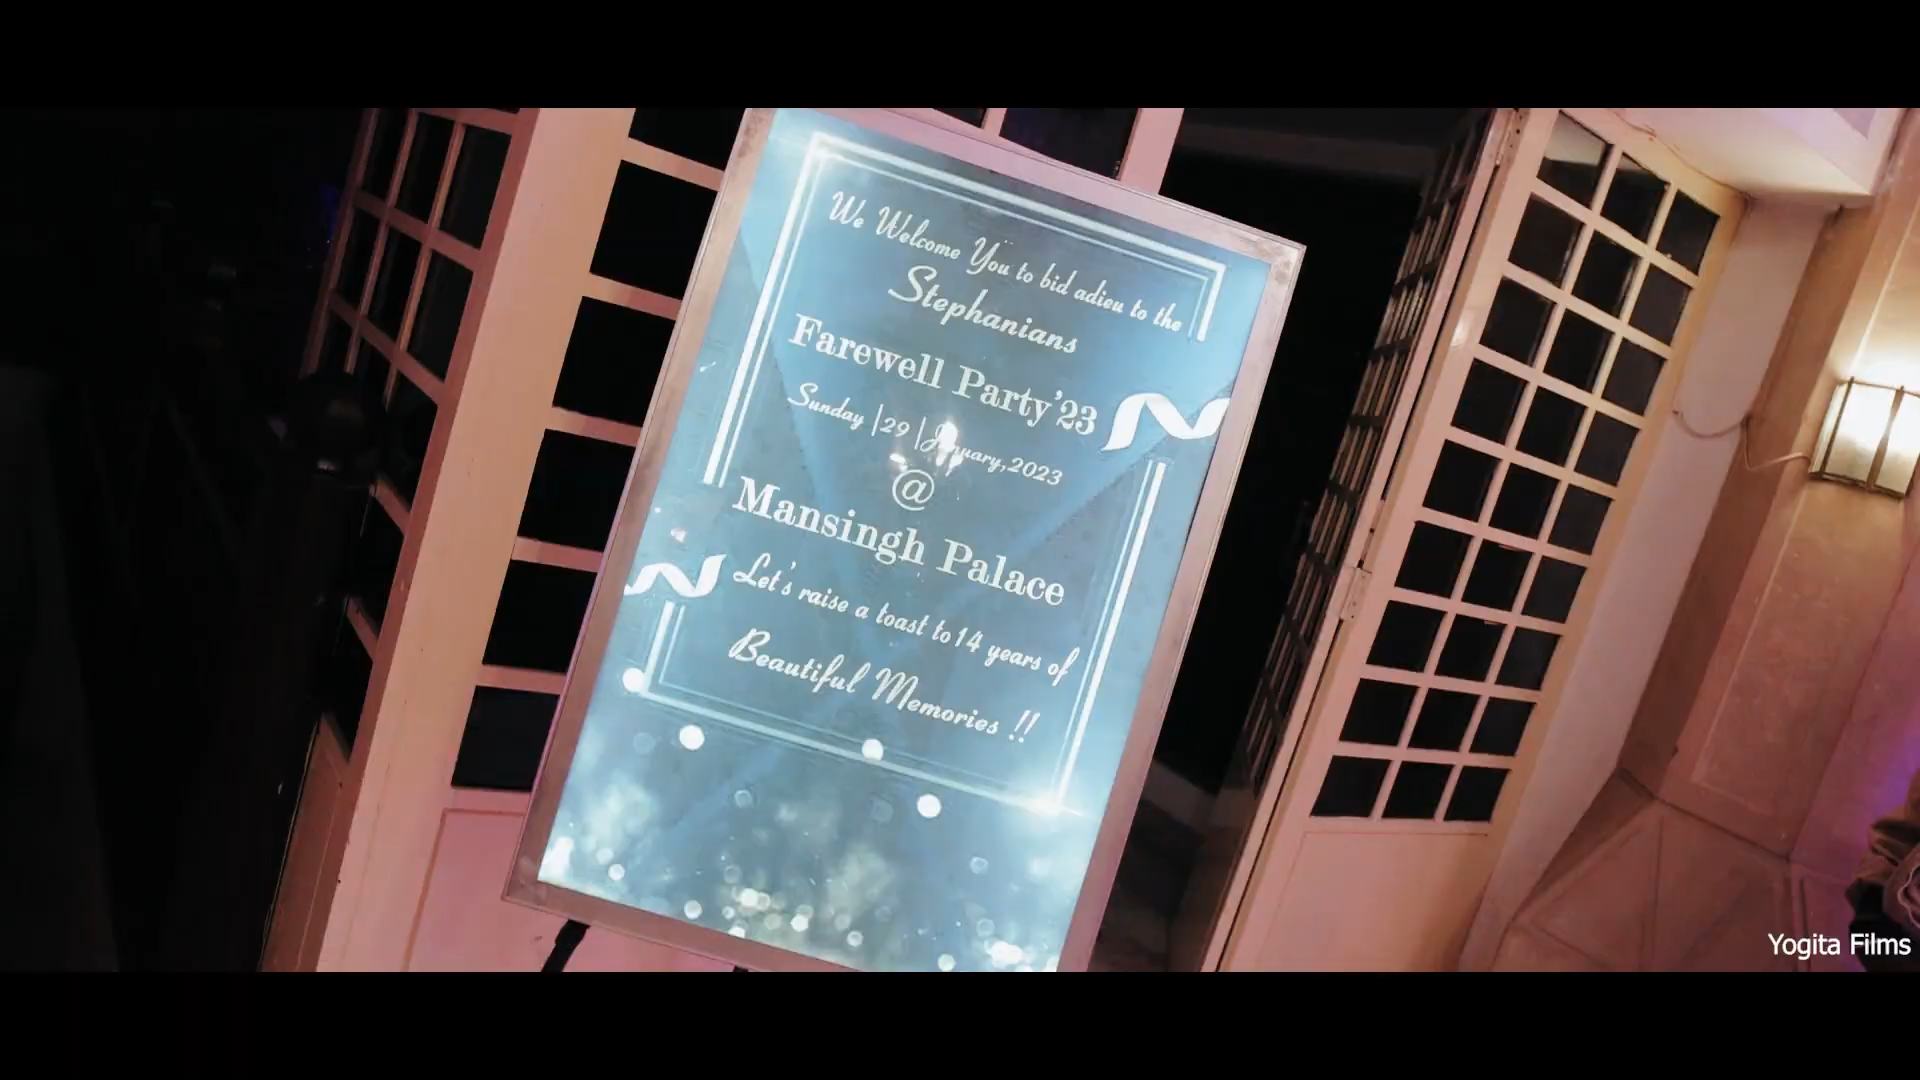 We Welcome You to bid adieu to the
Stephanians
Farewell Party'23
Sunday |29 |January,2023
@
Mansingh Palace
Let's raise a toast to 14 years of
Beautiful Memories !!
Yogita Films